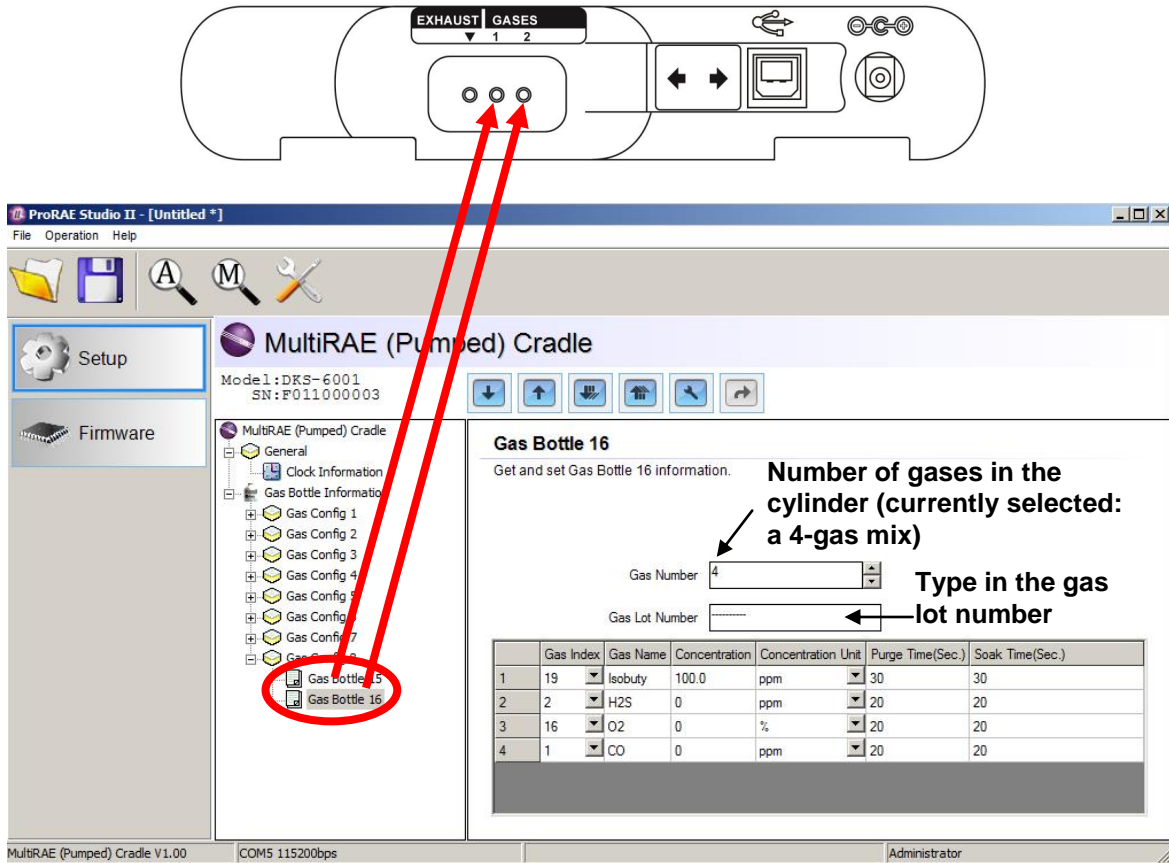 EXHAUST GASES
▼ 1 2
ProRAE Studio II - [Untitled *]
File Operation Help
A M
Setup
Firmware
MultiRAE (Pumped) Cradle
Model:DKS-6001
SN:F011000003
MultiRAE (Pumped) Cradle
General
Clock Information
Gas Bottle Informatio
Gas Config 1
Gas Config 2
Gas Config 3
Gas Config 4
Gas Config 5
Gas Config
Gas Config 7
Gas Bottle 15
Gas Bottle 16
Gas Bottle 16
Get and set Gas Bottle 16 information.
Number of gases in the
cylinder (currently selected:
a 4-gas mix)
Gas Number 4
Type in the gas
lot number
Gas Lot Number ----------
Gas Index Gas Name Concentration Concentration Unit Purge Time(Sec.) Soak Time(Sec.)
1 19 Isobuty 100.0 ppm 30 30
2 2 H2S 0 ppm 20 20
3 16 O2 0 % 20 20
4 1 CO 0 ppm 20 20
MultiRAE (Pumped) Cradle V1.00 COM5 115200bps Administrator